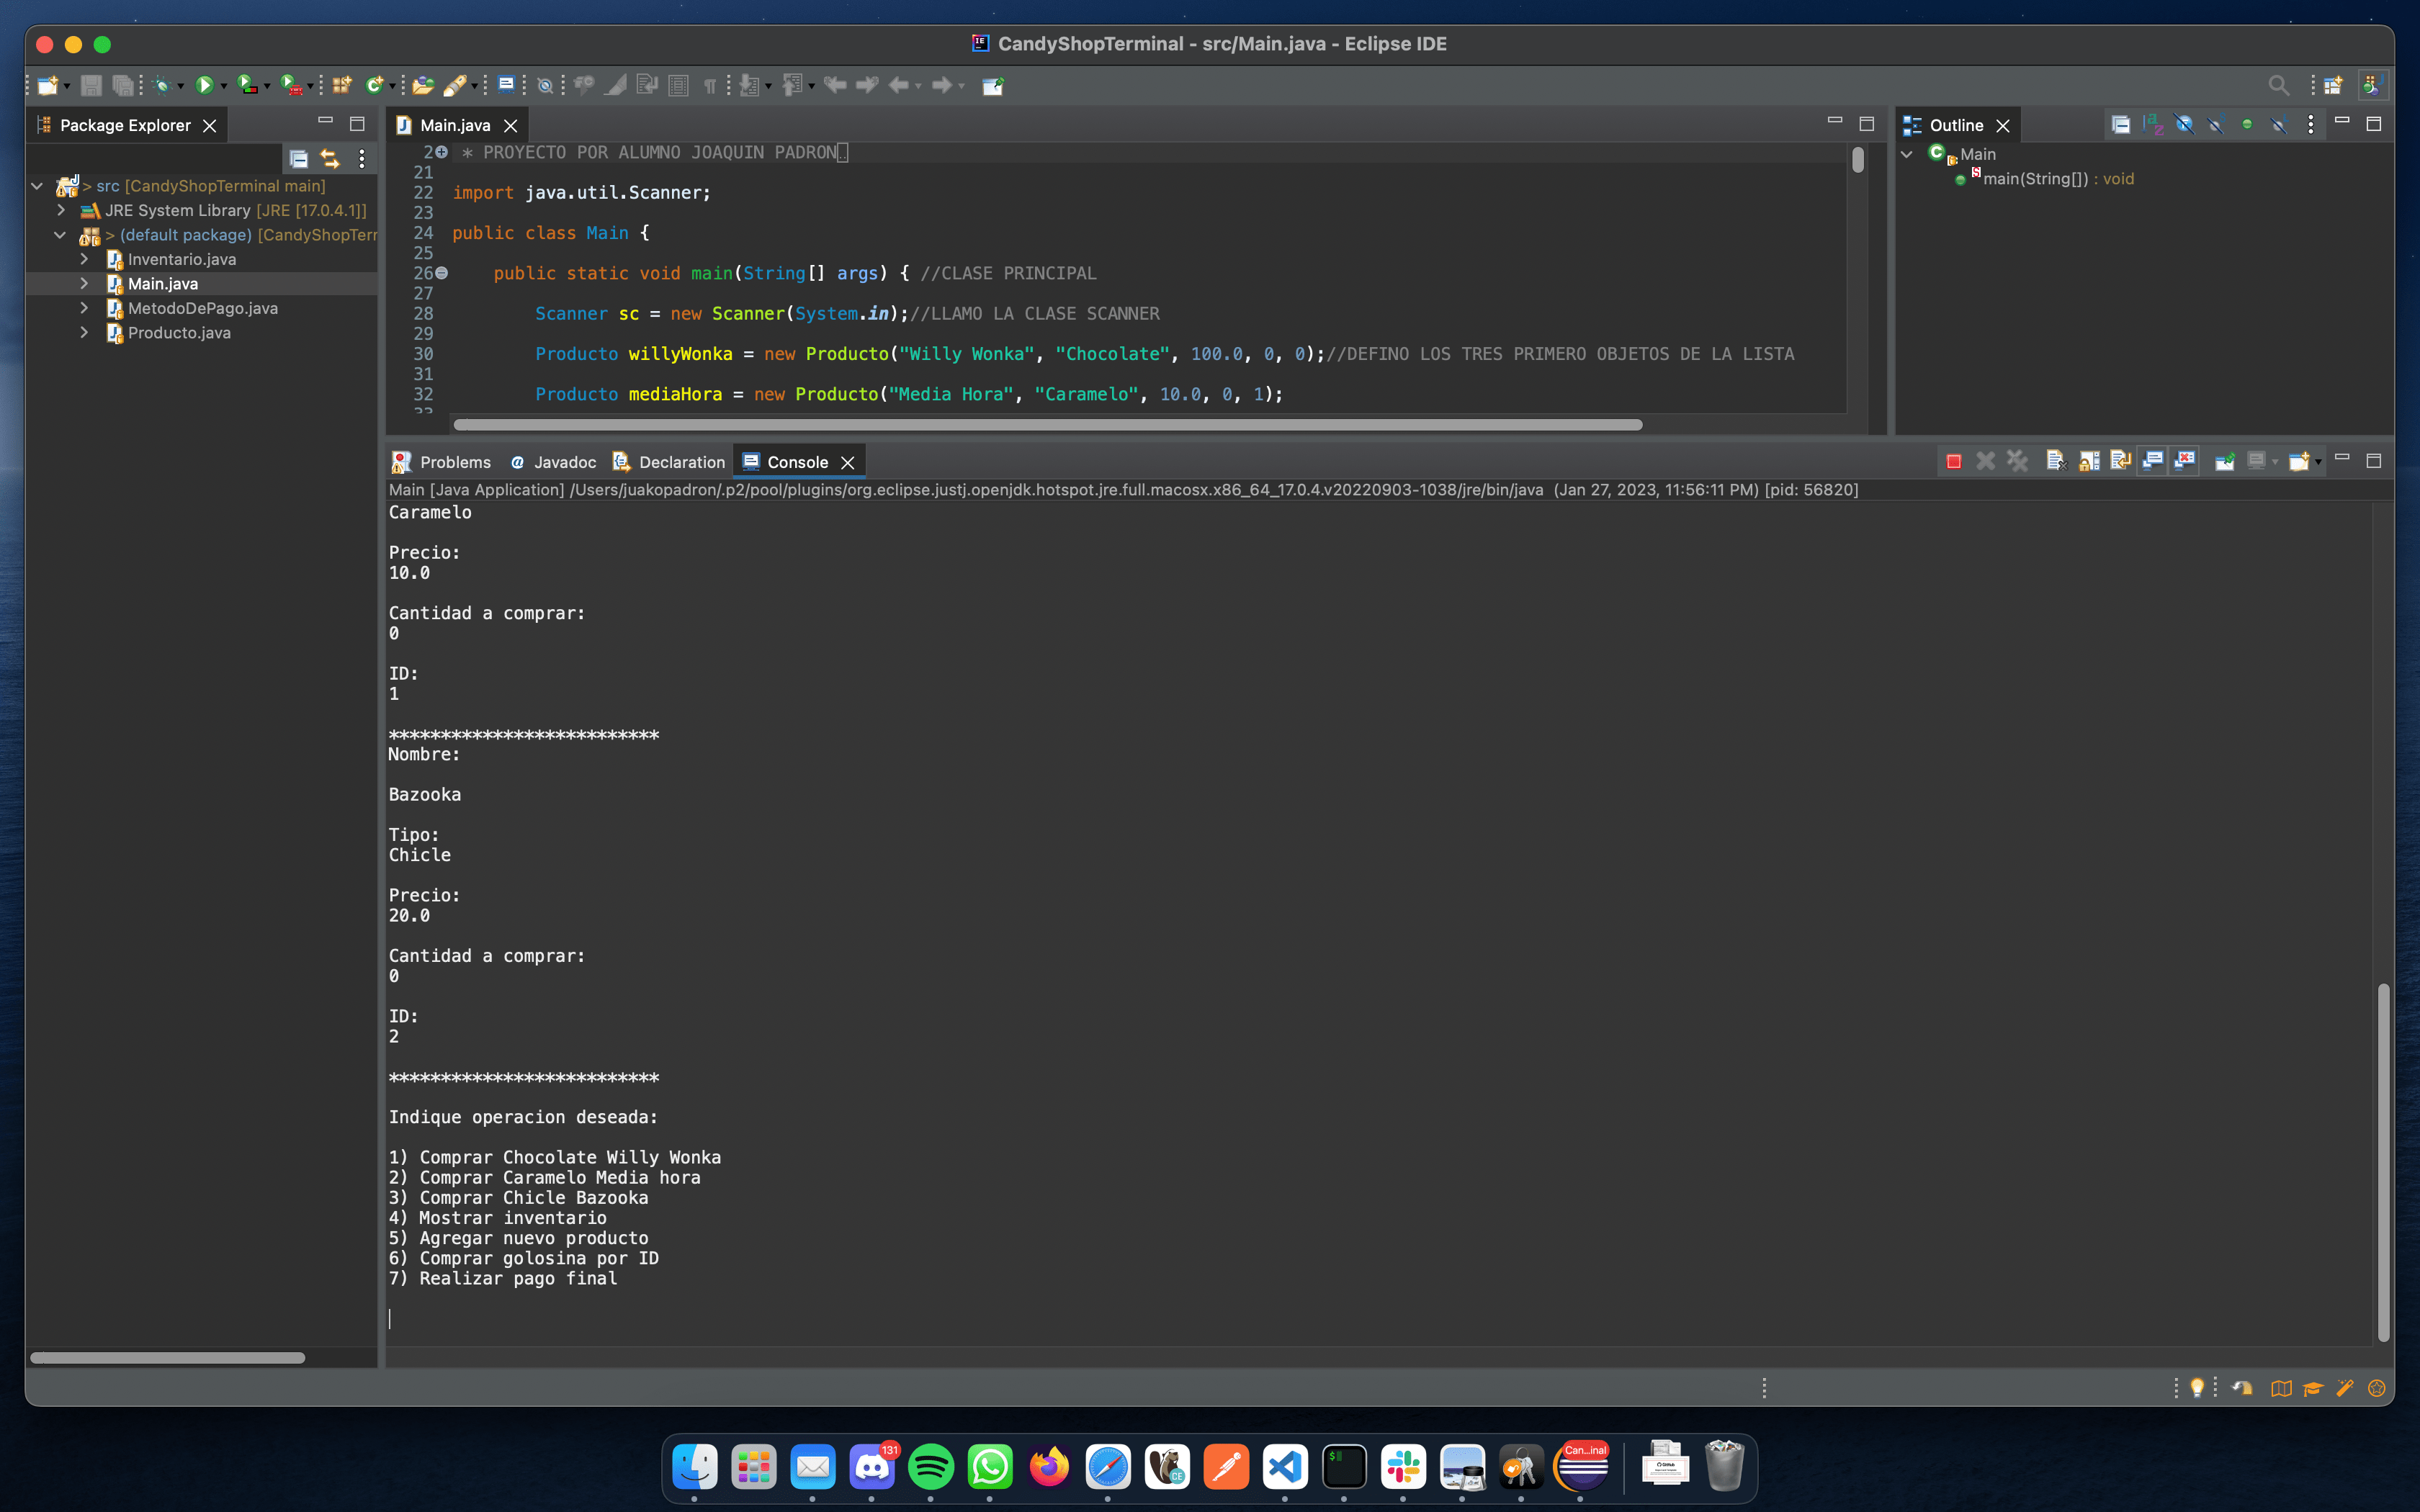 CandyShopTerminal - src/Main.java - Eclipse IDE
Package Explorer
> src [CandyShopTerminal main]
JRE System Library [JRE [17.0.4.1]]
> (default package) [CandyShopTerr
Inventario.java
Main.java
MetodoDePago.java
Producto.java
Main.java
2 * PROYECTO POR ALUMNO JOAQUIN PADRON
21
22 import java.util.Scanner;
23
24 public class Main {
25
26 public static void main(String[] args) { //CLASE PRINCIPAL
27
28 Scanner sc = new Scanner(System.in);//LLAMO LA CLASE SCANNER
29
30 Producto willyWonka = new Producto("Willy Wonka", "Chocolate", 100.0, 0, 0);//DEFINO LOS TRES PRIMERO OBJETOS DE LA LISTA
31
32 Producto mediaHora = new Producto("Media Hora", "Caramelo", 10.0, 0, 1);
33
Outline
Main
main(String[]) : void
Problems
@ Javadoc
Declaration
Console
Main [Java Application] /Users/juakopadron/.p2/pool/plugins/org.eclipse.justj.openjdk.hotspot.jre.full.macosx.x86_64_17.0.4.v20220903-1038/jre/bin/java (Jan 27, 2023, 11:56:11 PM) [pid: 56820]
Caramelo
Precio:
10.0
Cantidad a comprar:
0
ID:
1
**************************
Nombre:
Bazooka
Tipo:
Chicle
Precio:
20.0
Cantidad a comprar:
0
ID:
2
**************************
Indique operacion deseada:
1) Comprar Chocolate Willy Wonka
2) Comprar Caramelo Media hora
3) Comprar Chicle Bazooka
4) Mostrar inventario
5) Agregar nuevo producto
6) Comprar golosina por ID
7) Realizar pago final
131
CE
Can...inal